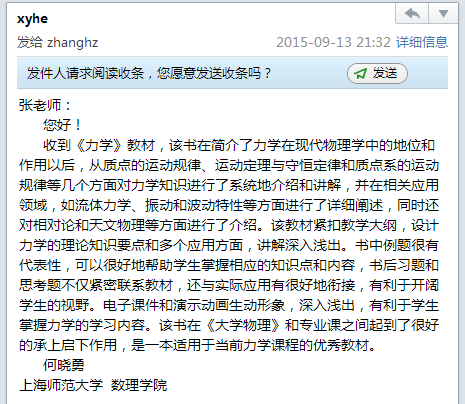 xyhe
发给 zhanghz 2015-09-13 21:32 详细信息
发件人请求阅读收条，您愿意发送收条吗？ 发送
张老师：
您好！
收到《力学》教材，该书在简介了力学在现代物理学中的地位和
作用以后，从质点的运动规律、运动定理与守恒定律和质点系的运动
规律等几个方面对力学知识进行了系统地介绍和讲解，并在相关应用
领域，如流体力学、振动和波动特性等方面进行了详细阐述，同时还
对相对论和天文物理等方面进行了介绍。该教材紧扣教学大纲，设计
力学的理论知识要点和多个应用方面，讲解深入浅出。书中例题很有
代表性，可以很好地帮助学生掌握相应的知识点和内容，书后习题和
思考题不仅紧密联系教材，还与实际应用有很好地衔接，有利于开阔
学生的视野。电子课件和演示动画生动形象，深入浅出，有利于学生
掌握力学的学习内容。该书在《大学物理》和专业课之间起到了很好
的承上启下作用，是一本适用于当前力学课程的优秀教材。
何晓勇
上海师范大学 数理学院